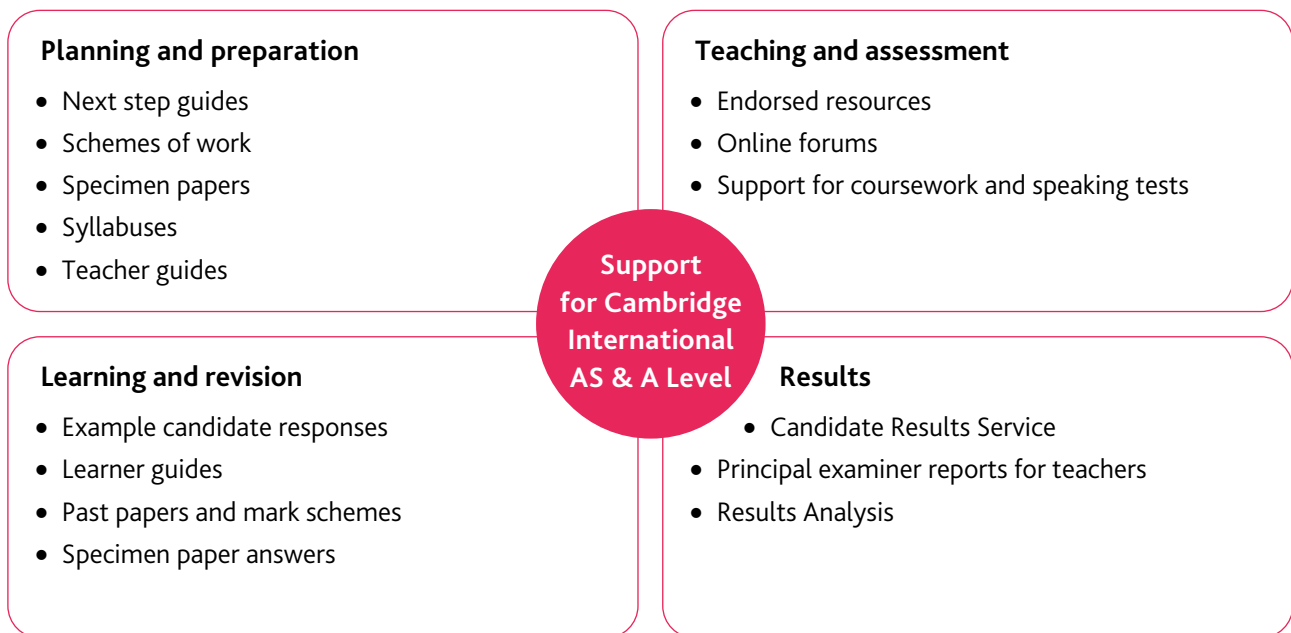 Planning and preparation
• Next step guides
• Schemes of work
• Specimen papers
• Syllabuses
• Teacher guides
Teaching and assessment
• Endorsed resources
• Online forums
• Support for coursework and speaking tests
Support
for Cambridge
International
AS & A Level
Learning and revision
• Example candidate responses
• Learner guides
• Past papers and mark schemes
• Specimen paper answers
Results
• Candidate Results Service
• Principal examiner reports for teachers
• Results Analysis